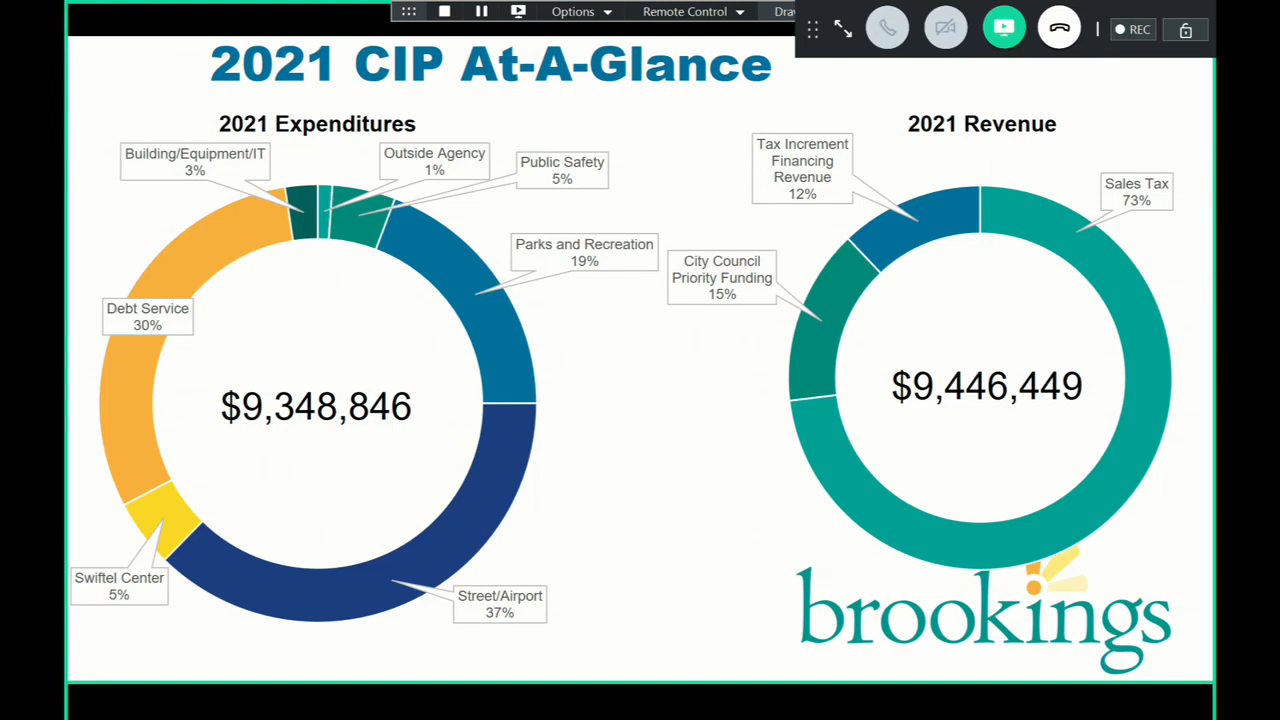 Options
Remote Control
REC
2021 CIP At-A-Glance
2021 Expenditures
Building/Equipment/IT
3%
Outside Agency
1%
Public Safety
5%
Parks and Recreation
19%
Debt Service
30%
$9,348,846
Swiftel Center
5%
Street/Airport
37%
2021 Revenue
Tax Increment
Financing
Revenue
12%
Sales Tax
73%
City Council
Priority Funding
15%
$9,446,449
brookings